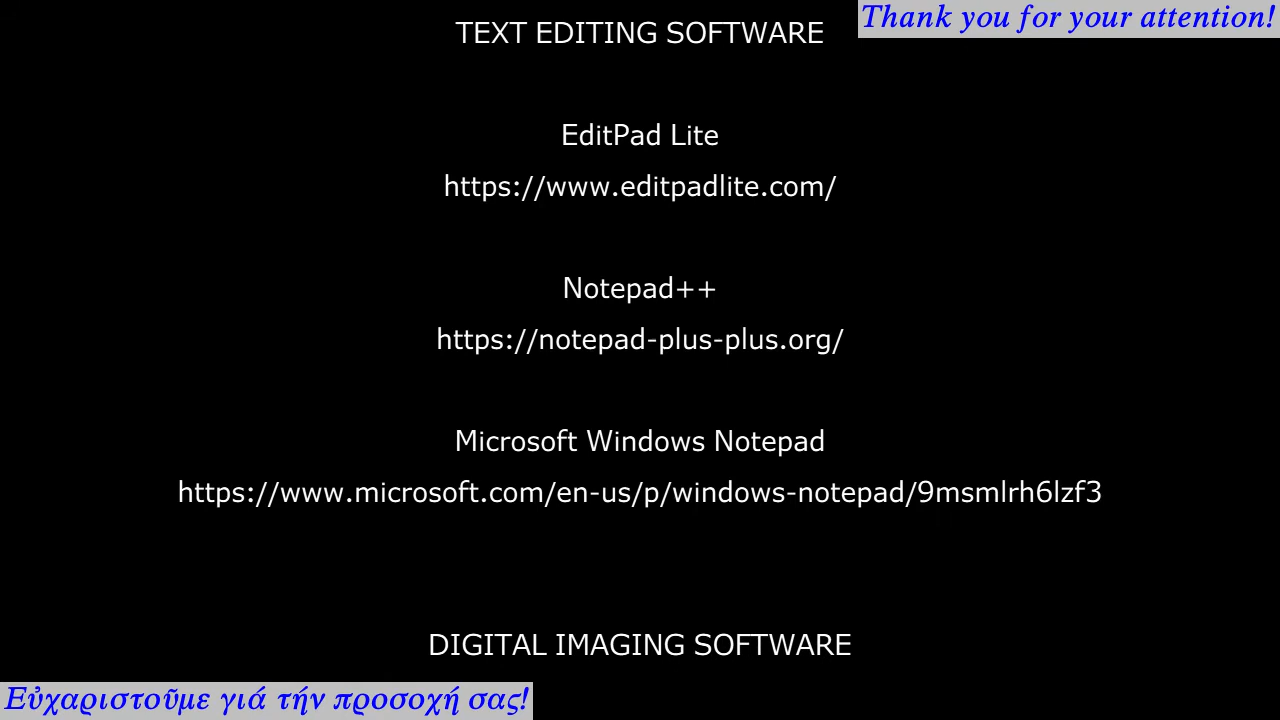 TEXT EDITING SOFTWARE
Thank you for your attention!
EditPad Lite
https://www.editpadlite.com/
Notepad++
https://notepad-plus-plus.org/
Microsoft Windows Notepad
https://www.microsoft.com/en-us/p/windows-notepad/9msmlrh6lzf3
DIGITAL IMAGING SOFTWARE
Εὐχαριστοῦμε γιά τήν προσοχή σας!